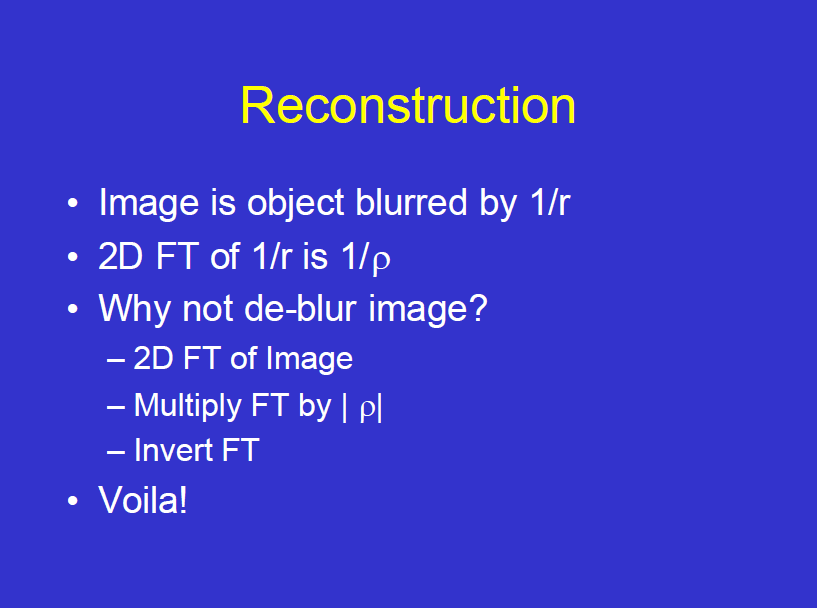 Reconstruction
• Image is object blurred by 1/r
• 2D FT of 1/r is 1/ρ
• Why not de-blur image?
– 2D FT of Image
– Multiply FT by | ρ|
– Invert FT
• Voila!